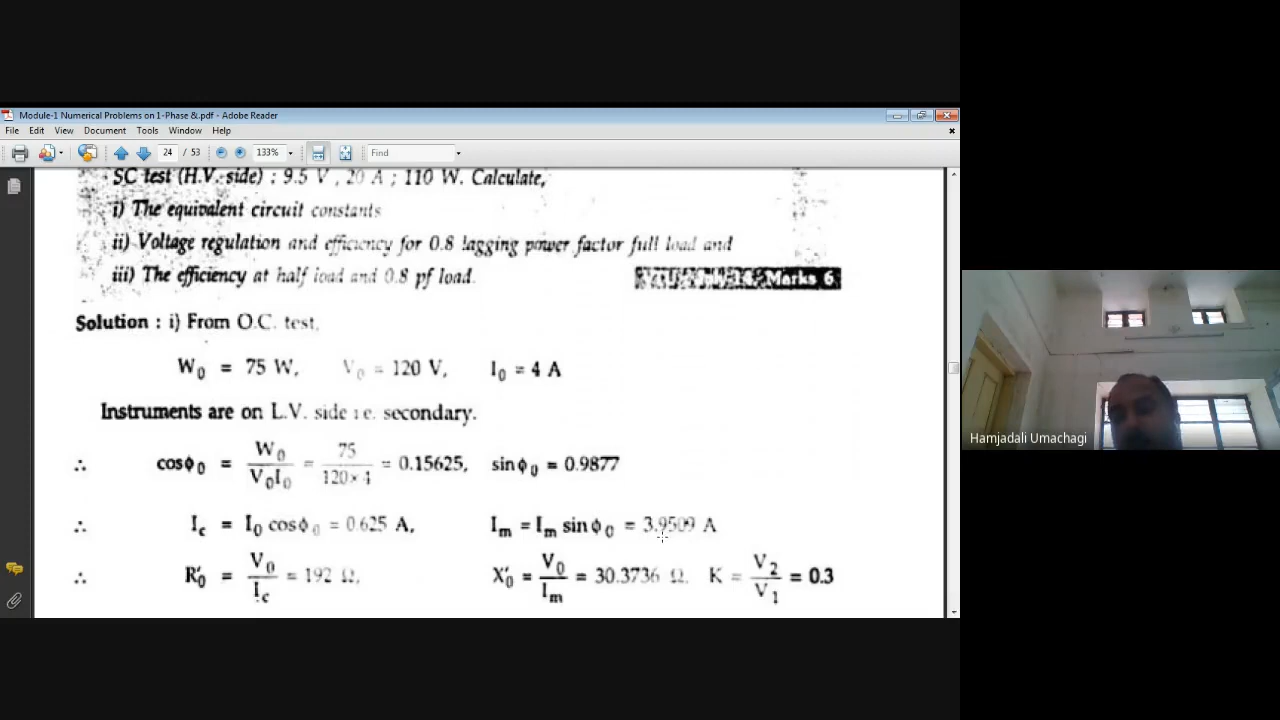 Module-1 Numerical Problems on 1-Phase &.pdf - Adobe Reader
File Edit View Document Tools Window Help
24 / 53 133% Find
SC test (H.V. side) : 9.5 V , 20 A ; 110 W. Calculate,
i) The equivalent circuit constants
ii) Voltage regulation and efficiency for 0.8 lagging power factor full load and
iii) The efficiency at half load and 0.8 pf load.
Marks 6
Solution : i) From O.C. test,
W₀ = 75 W, V₀ = 120 V, I₀ = 4 A
Instruments are on L.V. side i.e. secondary.
∴ cosϕ₀ = W₀/V₀I₀ = 75/120×4 = 0.15625, sinϕ₀ = 0.9877
∴ I_c = I₀ cosϕ₀ = 0.625 A, I_m = I_m sinϕ₀ = 3.9509 A
∴ R'₀ = V₀/I_c = 192 Ω, X'₀ = V₀/I_m = 30.3736 Ω. K = V₂/V₁ = 0.3
Hamjadali Umachagi